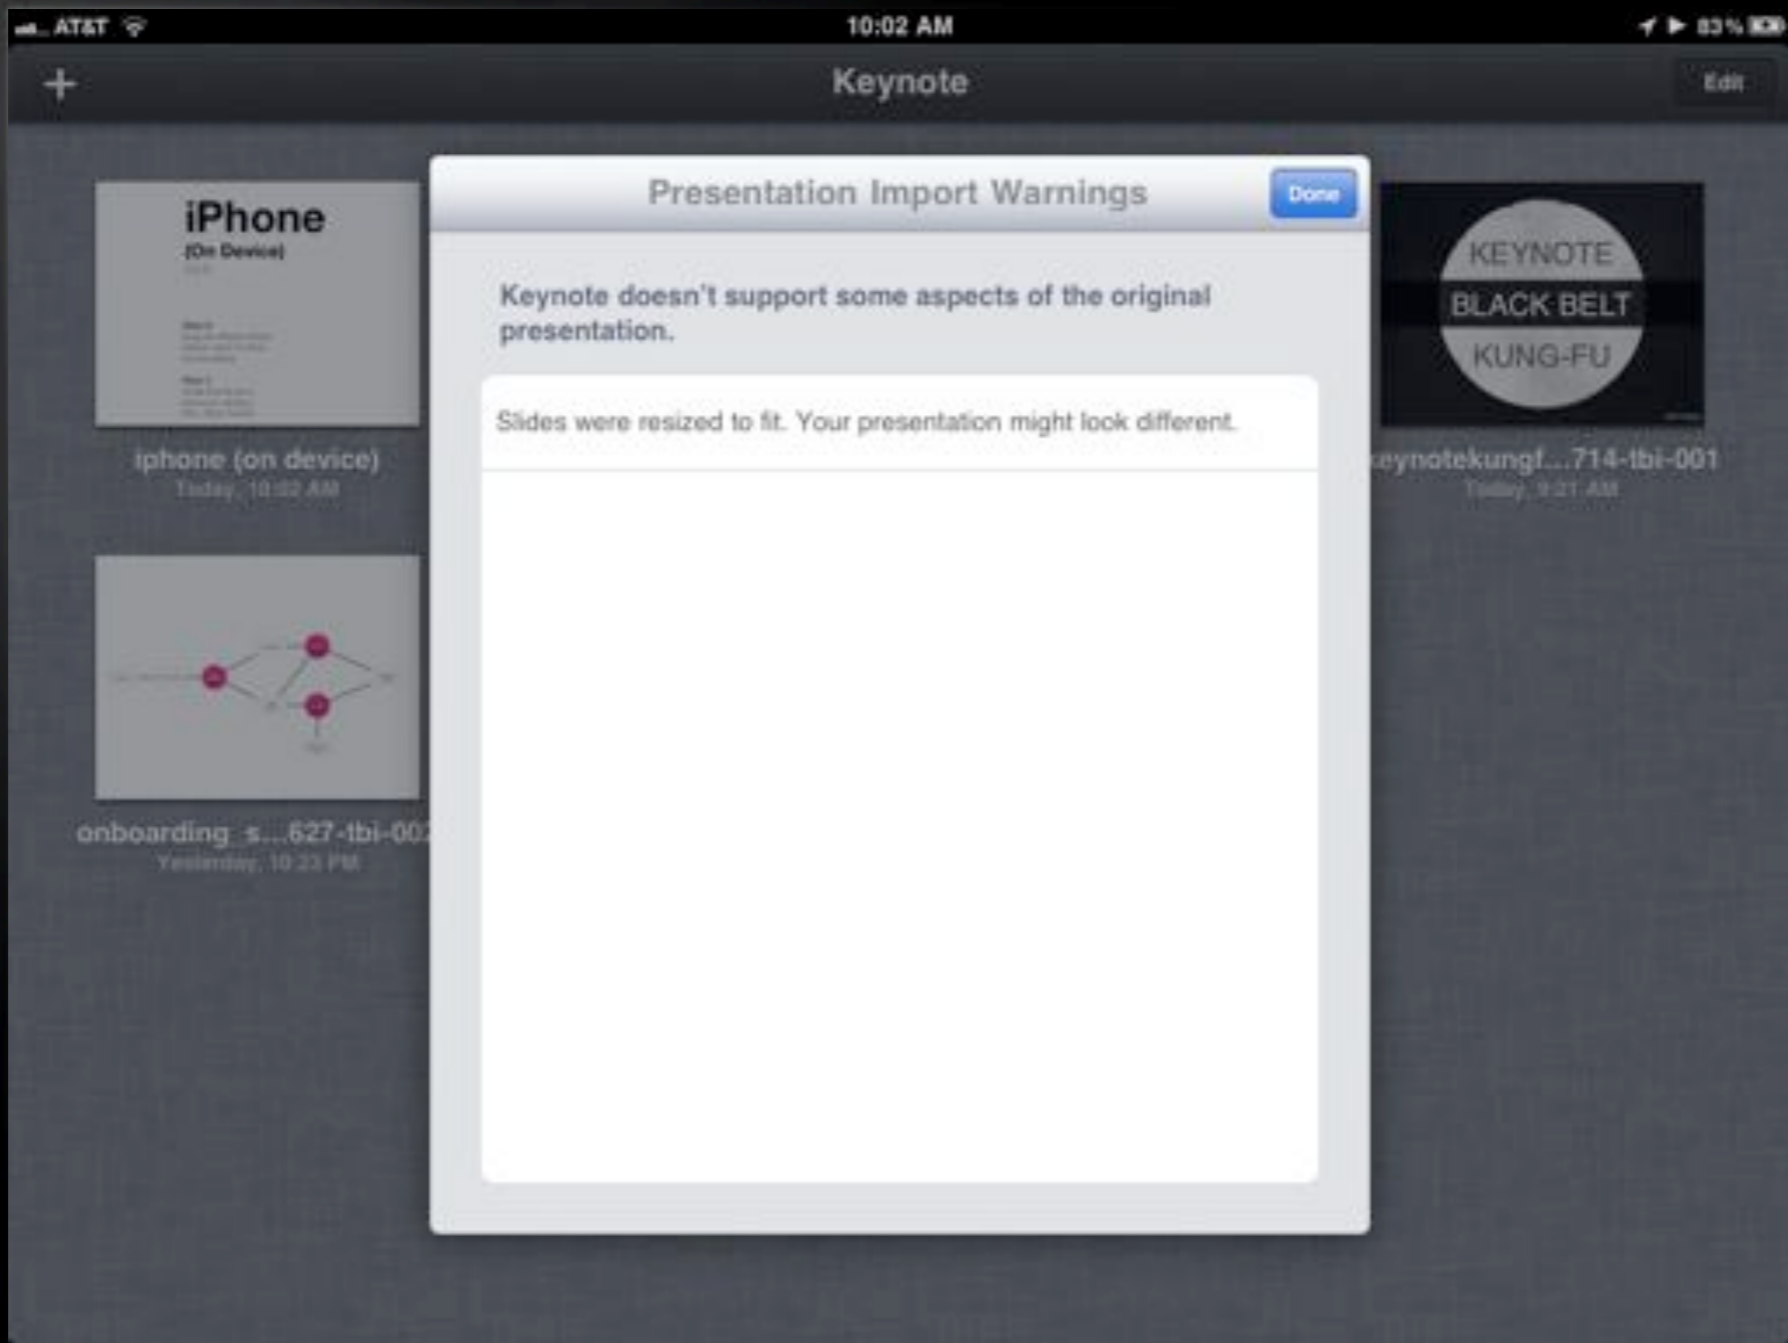 AT&T
10:02 AM
83%
Keynote
Edit
Presentation Import Warnings
Done
Keynote doesn't support some aspects of the original
presentation.
Slides were resized to fit. Your presentation might look different.
iPhone
(On Device)
iphone (on device)
Today, 10:02 AM
KEYNOTE
BLACK BELT
KUNG-FU
keynotekungf...714-tbi-001
Today, 9:21 AM
onboarding_s...627-tbi-002
Yesterday, 10:23 PM